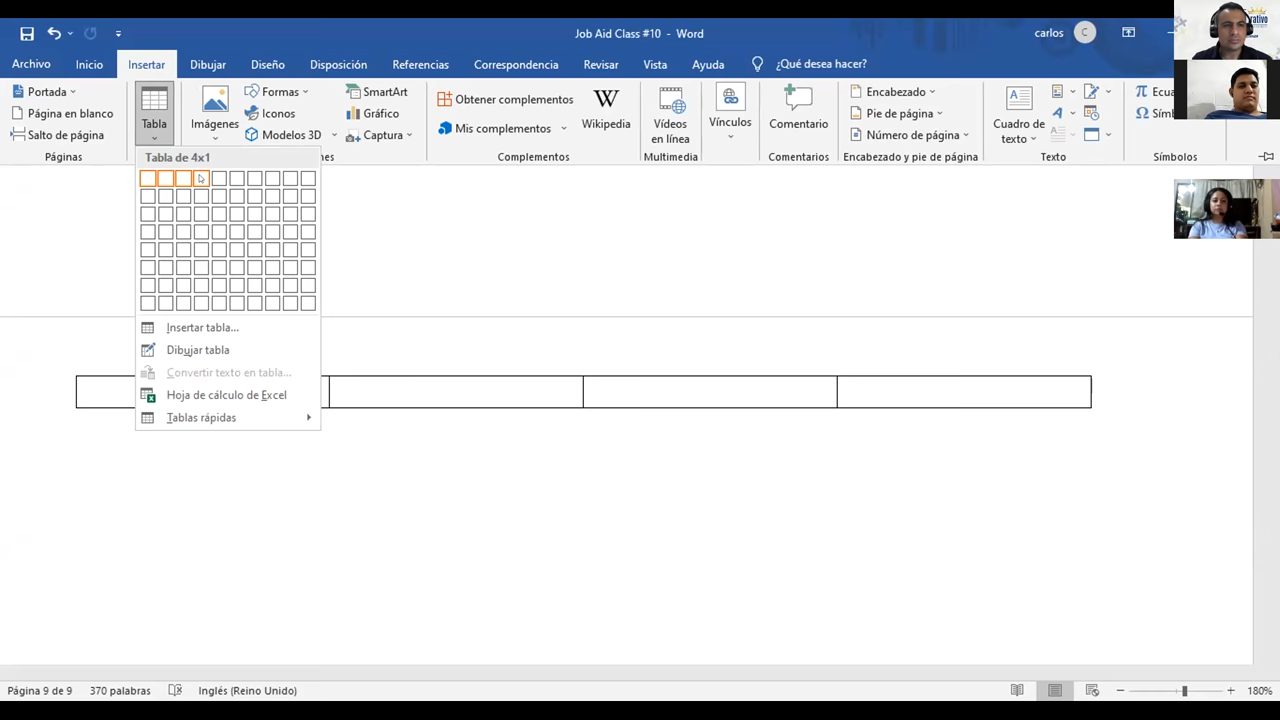 Job Aid Class #10 - Word
carlos
C
Archivo
Inicio
Insertar
Dibujar
Diseño
Disposición
Referencias
Correspondencia
Revisar
Vista
Ayuda
¿Qué desea hacer?
Portada
Página en blanco
Salto de página
Páginas
Tabla
Imágenes
Formas
Iconos
Modelos 3D
SmartArt
Gráfico
Captura
Obtener complementos
Mis complementos
W
Wikipedia
Complementos
Vídeos
en línea
Multimedia
Vínculos
Comentario
Comentarios
Encabezado
Pie de página
Número de página
Encabezado y pie de página
Cuadro de
texto
Texto
Símbolos
Tabla de 4x1
Insertar tabla...
Dibujar tabla
Convertir texto en tabla...
Hoja de cálculo de Excel
Tablas rápidas
Página 9 de 9
370 palabras
Inglés (Reino Unido)
180%